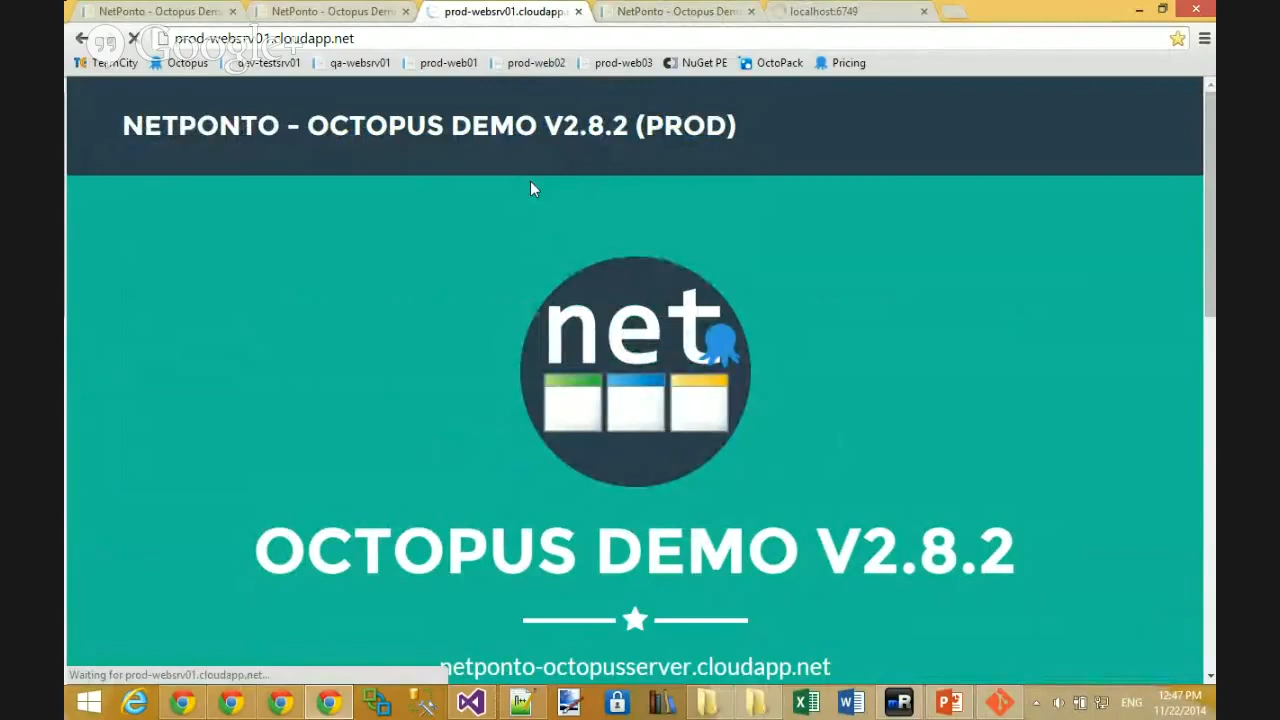 NetPonto - Octopus Dem
NetPonto - Octopus Dem
prod-websrv01.cloudapp.
NetPonto - Octopus Dem
localhost:6749
prod-websrv01.cloudapp.net
Google+
Octopus
qa-websrv01
prod-web01
prod-web02
prod-web03
NuGet PE
OctoPack
Pricing
NETPONTO - OCTOPUS DEMO V2.8.2 (PROD)
net
OCTOPUS DEMO V2.8.2
netponto-octopusserver.cloudapp.net
Waiting for prod-websrv01.cloudapp.net...
ENG
12:47 PM
11/22/2014